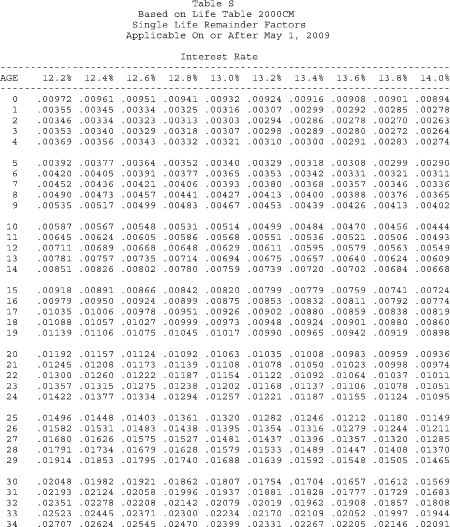 Table S
Based on Life Table 2000CM
Single Life Remainder Factors
Applicable On or After May 1, 2009
Interest Rate
AGE 12.2% 12.4% 12.6% 12.8% 13.0% 13.2% 13.4% 13.6% 13.8% 14.0%
0 .00972 .00961 .00951 .00941 .00932 .00924 .00916 .00908 .00901 .00894
1 .00355 .00345 .00334 .00325 .00316 .00307 .00299 .00292 .00285 .00278
2 .00346 .00334 .00323 .00313 .00303 .00294 .00286 .00278 .00270 .00263
3 .00353 .00340 .00329 .00318 .00307 .00298 .00289 .00280 .00272 .00264
4 .00369 .00356 .00343 .00332 .00321 .00310 .00300 .00291 .00283 .00274
5 .00392 .00377 .00364 .00352 .00340 .00329 .00318 .00308 .00299 .00290
6 .00420 .00405 .00391 .00377 .00365 .00353 .00342 .00331 .00321 .00311
7 .00452 .00436 .00421 .00406 .00393 .00380 .00368 .00357 .00346 .00336
8 .00490 .00473 .00457 .00441 .00427 .00413 .00400 .00388 .00376 .00365
9 .00535 .00517 .00499 .00483 .00467 .00453 .00439 .00426 .00413 .00402
10 .00587 .00567 .00548 .00531 .00514 .00499 .00484 .00470 .00456 .00444
11 .00645 .00624 .00605 .00586 .00568 .00551 .00536 .00521 .00506 .00493
12 .00711 .00689 .00668 .00648 .00629 .00611 .00595 .00579 .00563 .00549
13 .00781 .00757 .00735 .00714 .00694 .00675 .00657 .00640 .00624 .00609
14 .00851 .00826 .00802 .00780 .00759 .00739 .00720 .00702 .00684 .00668
15 .00918 .00891 .00866 .00842 .00820 .00799 .00779 .00759 .00741 .00724
16 .00979 .00950 .00924 .00899 .00875 .00853 .00832 .00811 .00792 .00774
17 .01035 .01006 .00978 .00951 .00926 .00902 .00880 .00859 .00838 .00819
18 .01088 .01057 .01027 .00999 .00973 .00948 .00924 .00901 .00880 .00860
19 .01139 .01106 .01075 .01045 .01017 .00990 .00965 .00942 .00919 .00898
20 .01192 .01157 .01124 .01092 .01063 .01035 .01008 .00983 .00959 .00936
21 .01245 .01208 .01173 .01139 .01108 .01078 .01050 .01023 .00998 .00974
22 .01300 .01260 .01222 .01187 .01154 .01122 .01092 .01064 .01037 .01011
23 .01357 .01315 .01275 .01238 .01202 .01168 .01137 .01106 .01078 .01051
24 .01422 .01377 .01334 .01294 .01257 .01221 .01187 .01155 .01124 .01095
25 .01496 .01448 .01403 .01361 .01320 .01282 .01246 .01212 .01180 .01149
26 .01582 .01531 .01483 .01438 .01395 .01354 .01316 .01279 .01244 .01211
27 .01680 .01626 .01575 .01527 .01481 .01437 .01396 .01357 .01320 .01285
28 .01791 .01734 .01679 .01628 .01579 .01533 .01489 .01447 .01408 .01370
29 .01914 .01853 .01795 .01740 .01688 .01639 .01592 .01548 .01505 .01465
30 .02048 .01982 .01921 .01862 .01807 .01754 .01704 .01657 .01612 .01569
31 .02193 .02124 .02058 .01996 .01937 .01881 .01828 .01777 .01729 .01683
32 .02351 .02278 .02208 .02142 .02079 .02019 .01962 .01908 .01857 .01808
33 .02523 .02445 .02371 .02300 .02234 .02170 .02109 .02052 .01997 .01944
34 .02707 .02624 .02545 .02470 .02399 .02331 .02267 .02205 .02146 .02091